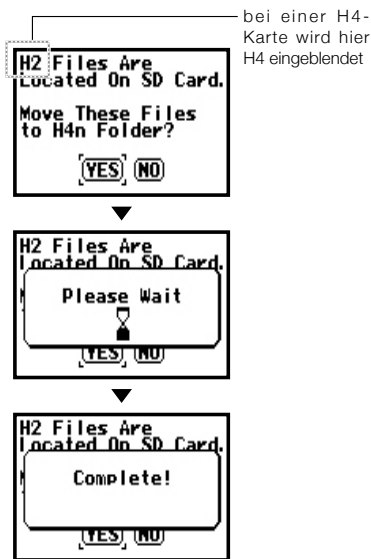 bei einer H4-
Karte wird hier
H4 eingeblendet
H2 Files Are
Located On SD Card.
Move These Files
to H4n Folder?
YES NO
H2 Files Are
Located On SD Card.
Please Wait
YES NO
H2 Files Are
Located On SD Card.
Complete!
YES NO